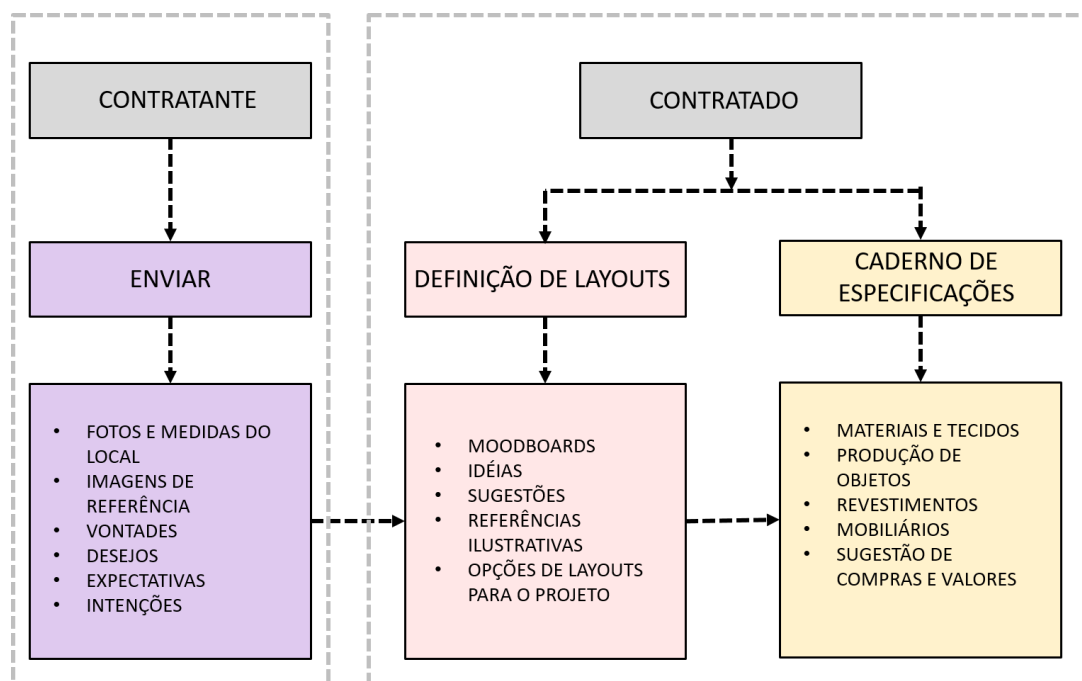 CONTRATANTE
CONTRATADO
ENVIAR
DEFINIÇÃO DE LAYOUTS
CADERNO DE
ESPECIFICAÇÕES
• FOTOS E MEDIDAS DO
LOCAL
• IMAGENS DE
REFERÊNCIA
• VONTADES
• DESEJOS
• EXPECTATIVAS
• INTENÇÕES
• MOODBOARDS
• IDÉIAS
• SUGESTÕES
• REFERÊNCIAS
ILUSTRATIVAS
• OPÇÕES DE LAYOUTS
PARA O PROJETO
• MATERIAIS E TECIDOS
• PRODUÇÃO DE
OBJETOS
• REVESTIMENTOS
• MOBILIÁRIOS
• SUGESTÃO DE
COMPRAS E VALORES